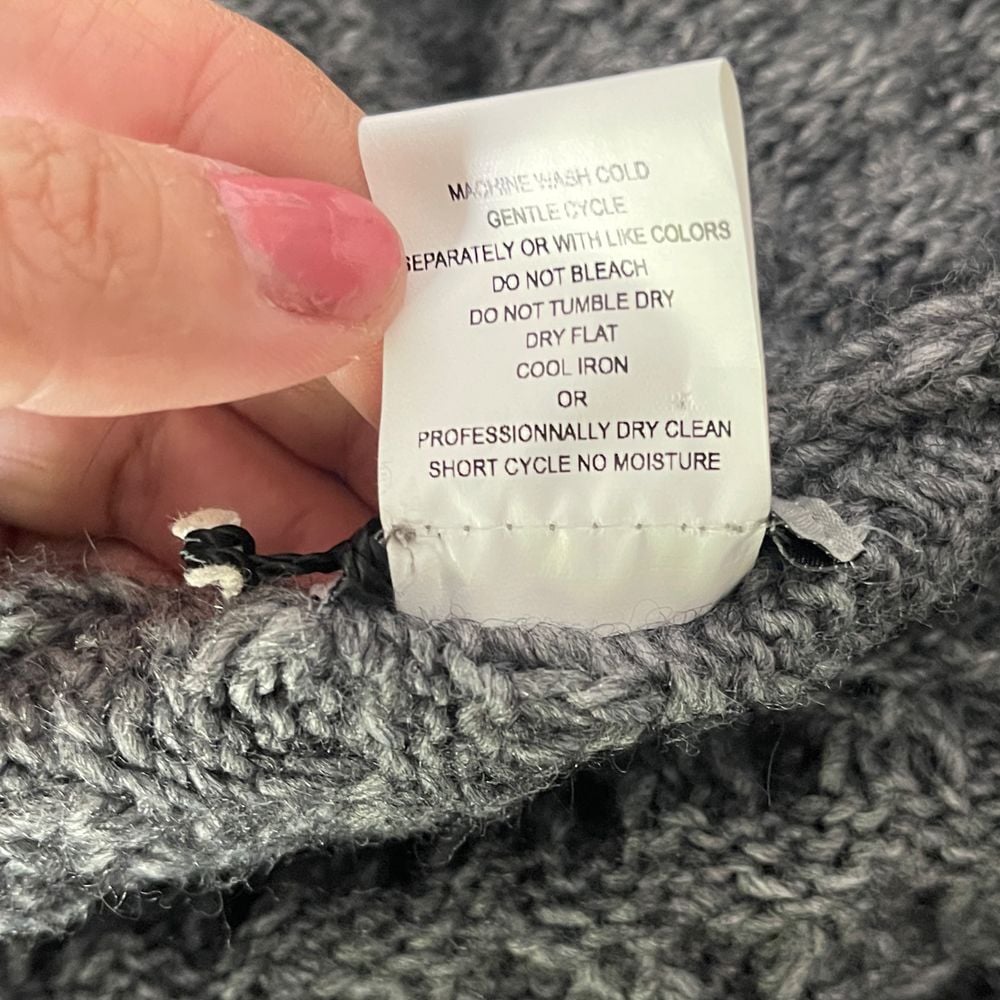 MACHINE WASH COLD
GENTLE CYCLE
SEPARATELY OR WITH LIKE COLORS
DO NOT BLEACH
DO NOT TUMBLE DRY
DRY FLAT
COOL IRON
OR
PROFESSIONNALLY DRY CLEAN
SHORT CYCLE NO MOISTURE